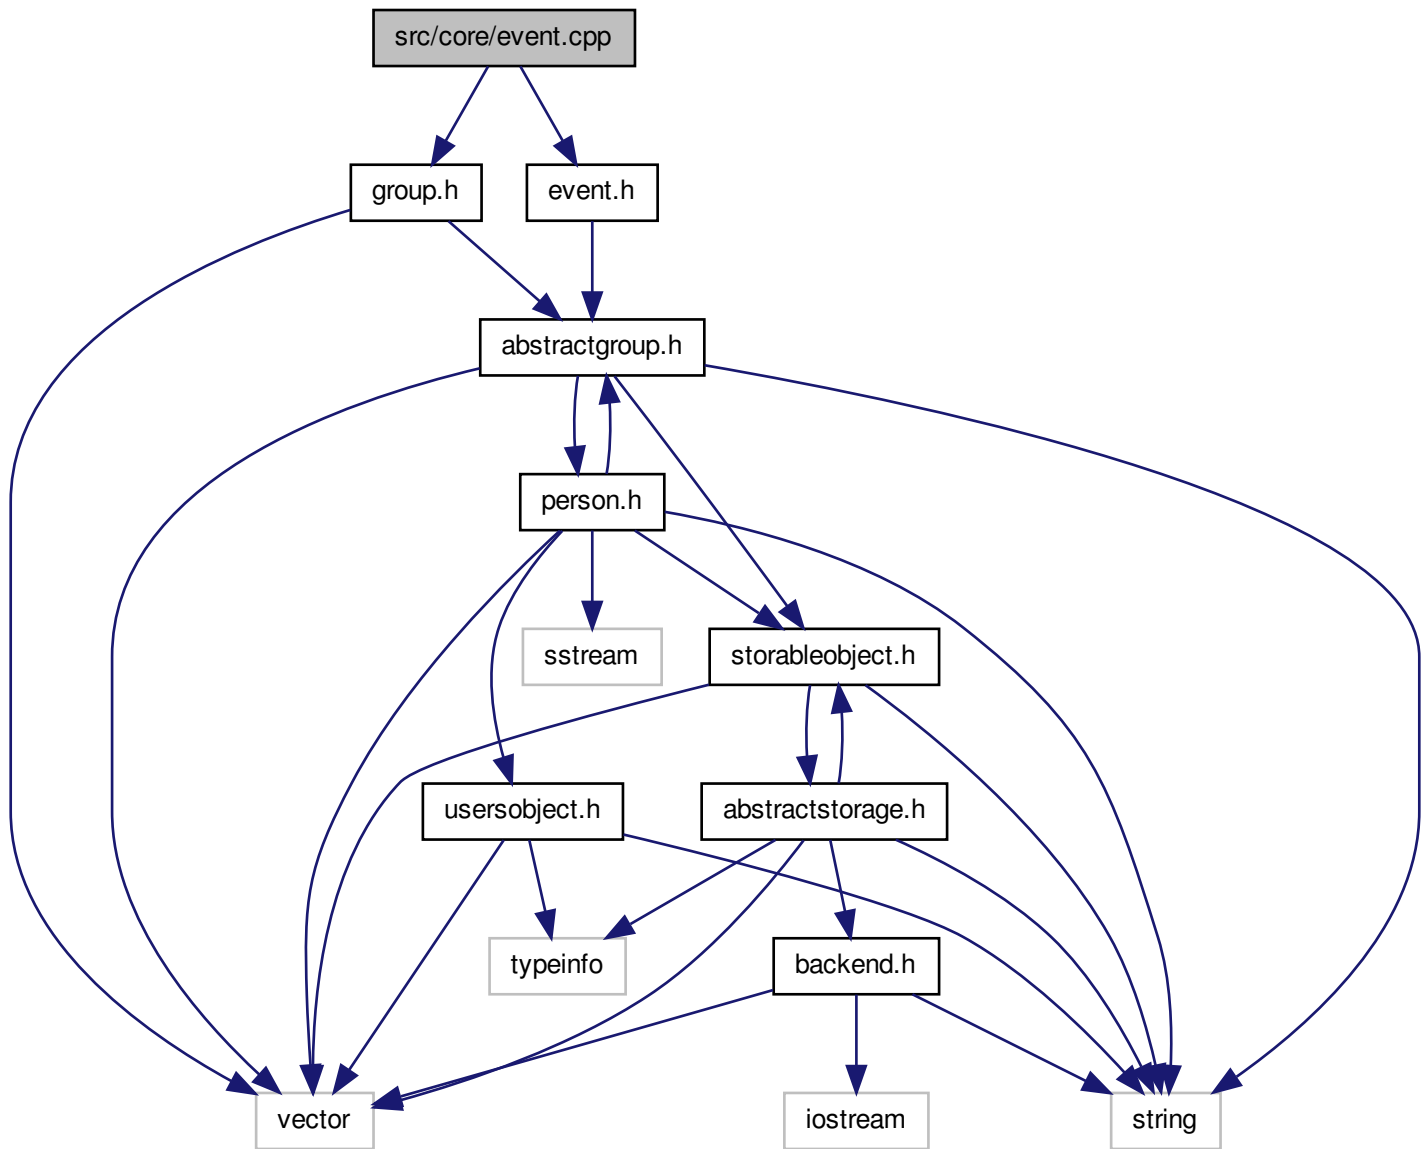 src/core/event.cpp
group.h
event.h
abstractgroup.h
person.h
sstream
storableobject.h
usersobject.h
abstractstorage.h
typeinfo
backend.h
vector
iostream
string